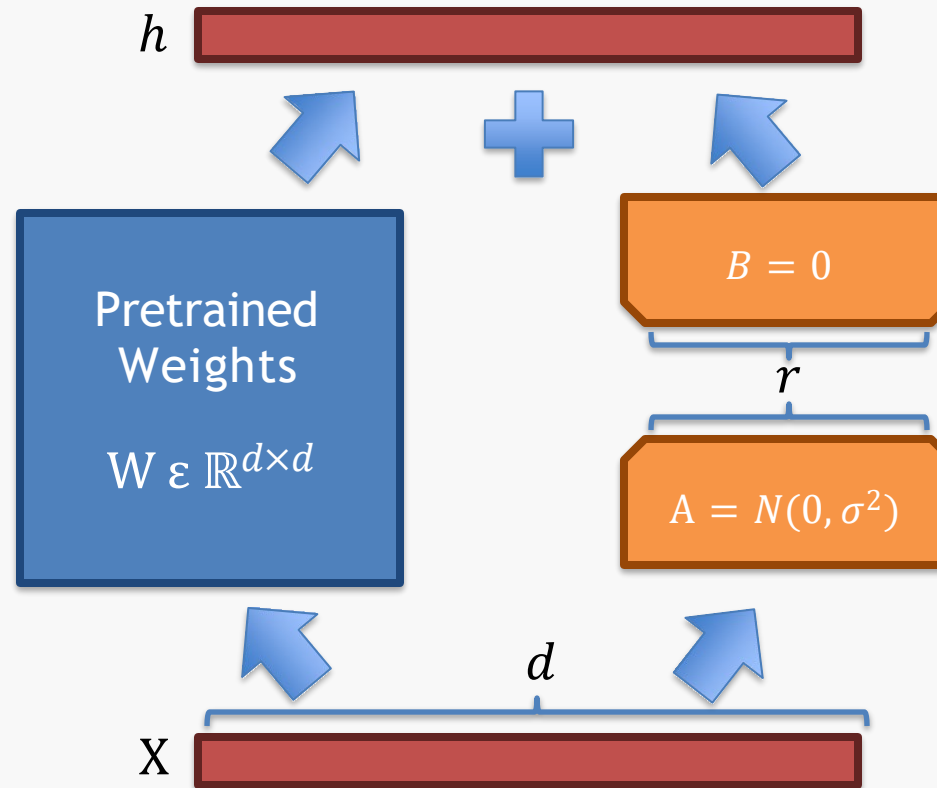 h
Pretrained
Weights
W ε ℝ^{d×d}
B = 0
r
A = N(0, σ²)
d
X